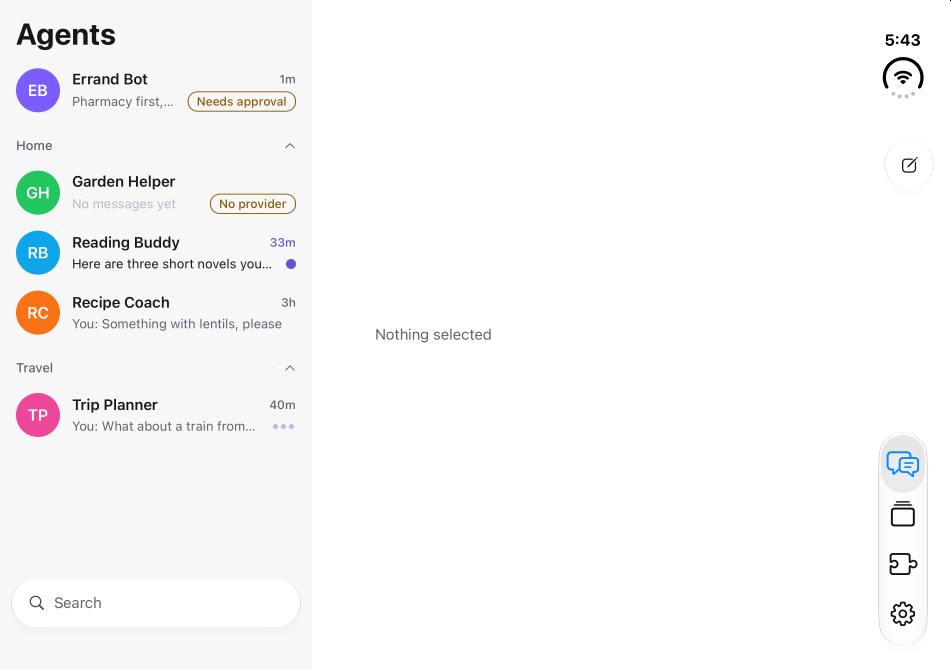 Agents
EB
Errand Bot
1m
Pharmacy first,...
Needs approval
Home
GH
Garden Helper
No messages yet
No provider
RB
Reading Buddy
33m
Here are three short novels you...
RC
Recipe Coach
3h
You: Something with lentils, please
Travel
TP
Trip Planner
40m
You: What about a train from...
Search
Nothing selected
5:43